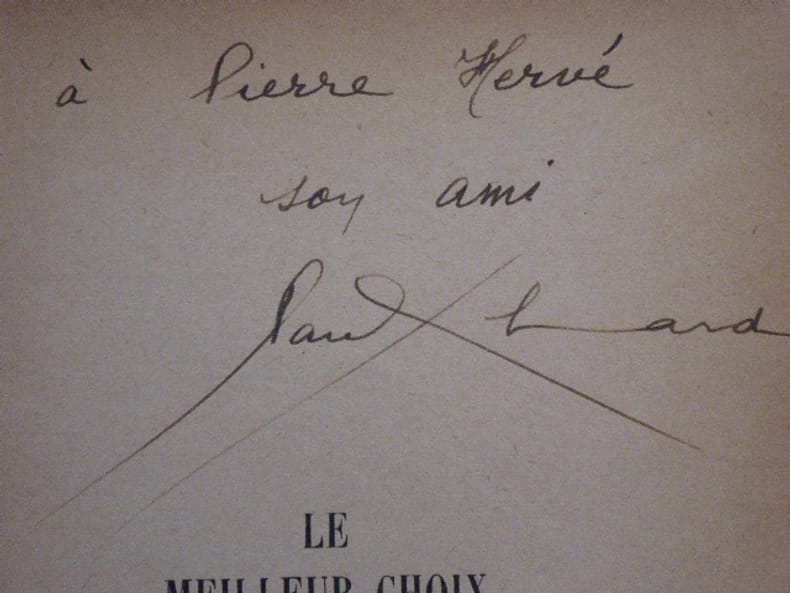 à Pierre Hervé
son ami
Paul Eluard
LE
MEILLEUR CHOIX